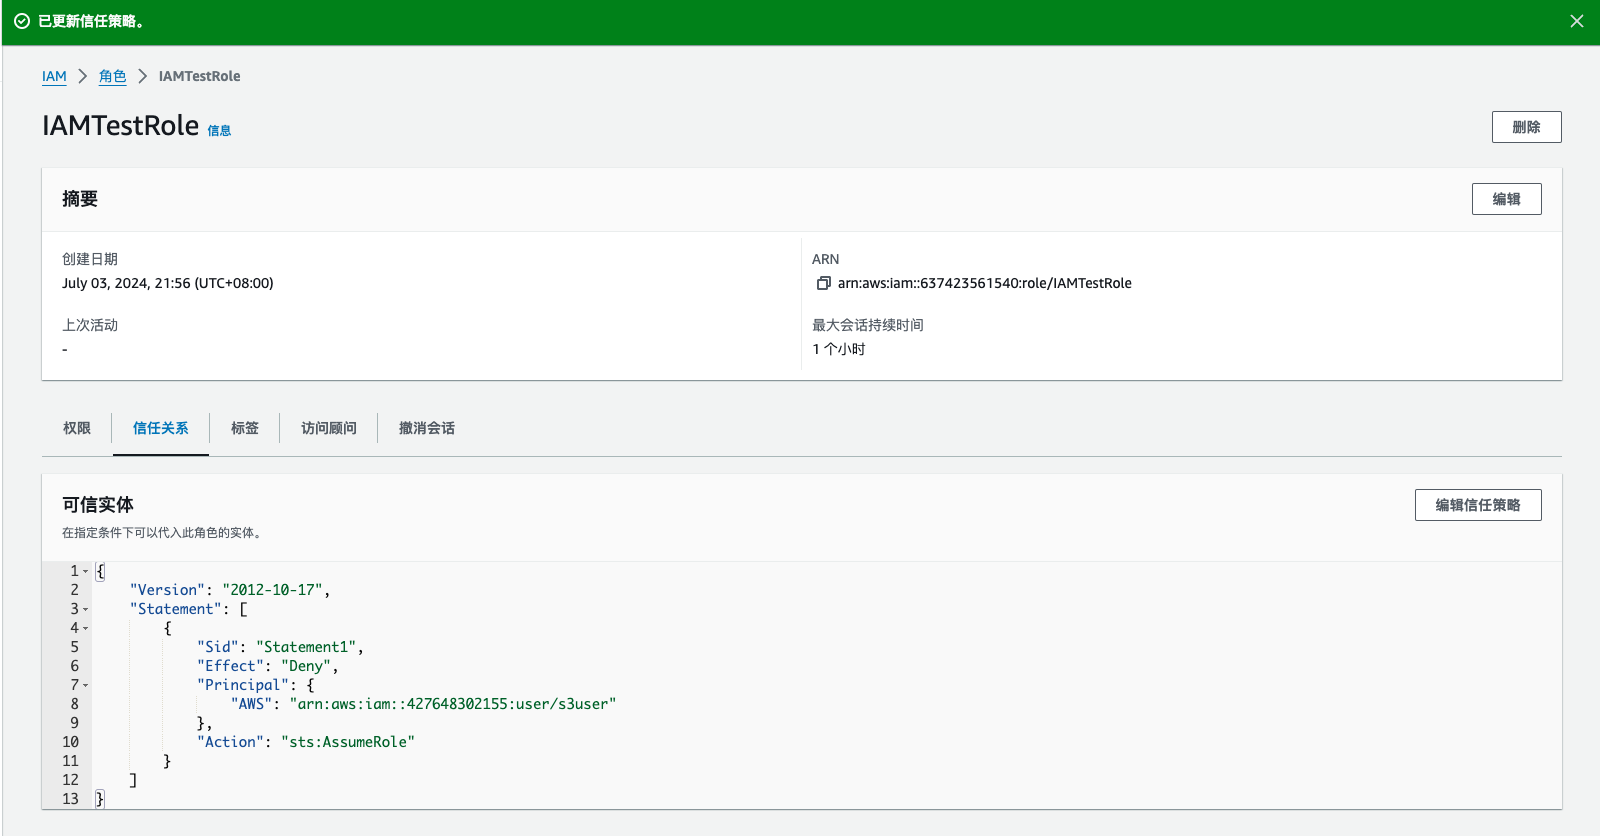 已更新信任策略。
IAM > 角色 > IAMTestRole
IAMTestRole 信息
删除
摘要
编辑
创建日期
July 03, 2024, 21:56 (UTC+08:00)
ARN
arn:aws:iam::637423561540:role/IAMTestRole
上次活动
-
最大会话持续时间
1 个小时
权限 信任关系 标签 访问顾问 撤消会话
可信实体
在指定条件下可以代入此角色的实体。
编辑信任策略
1 {
2     "Version": "2012-10-17",
3     "Statement": [
4         {
5             "Sid": "Statement1",
6             "Effect": "Deny",
7             "Principal": {
8                 "AWS": "arn:aws:iam::427648302155:user/s3user"
9             },
10             "Action": "sts:AssumeRole"
11         }
12     ]
13 }